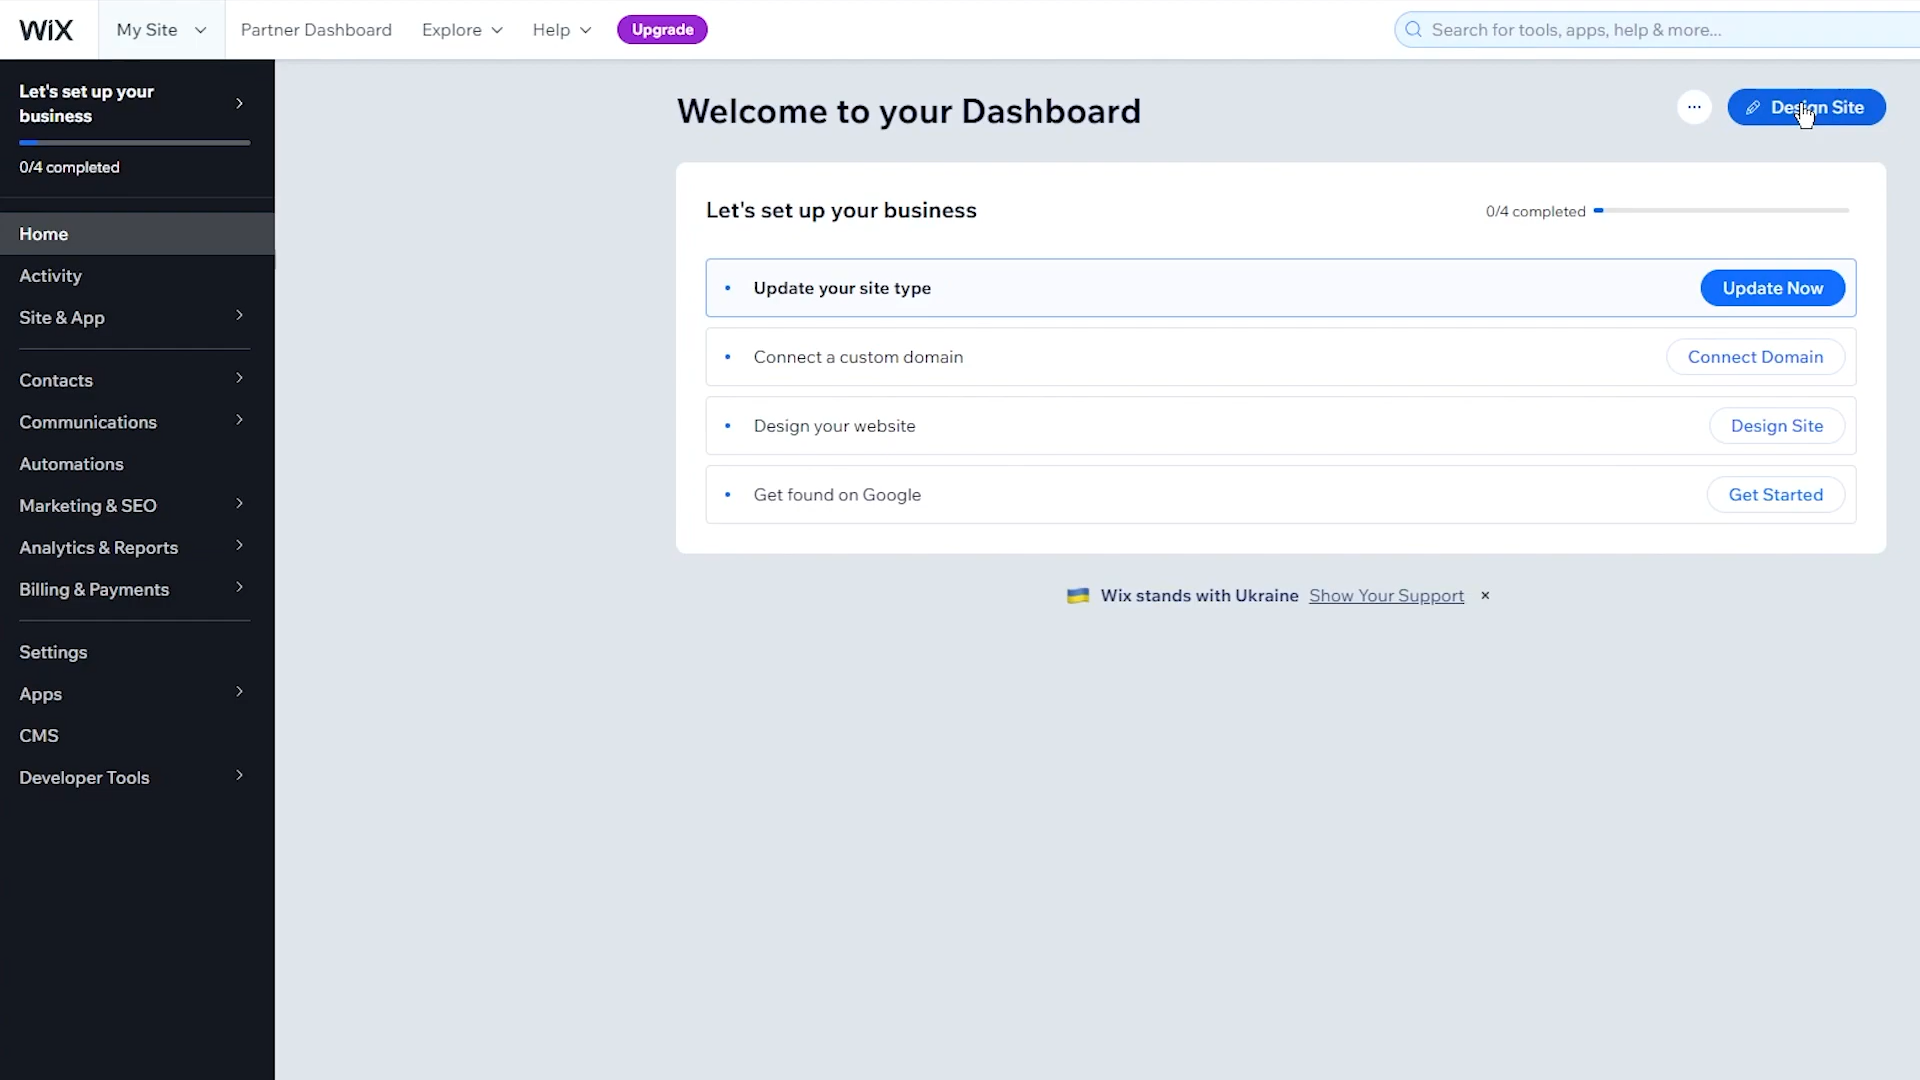 WiX
My Site
Partner Dashboard
Explore
Help
Upgrade
Search for tools, apps, help & more...
Let's set up your
business
0/4 completed
Home
Activity
Site & App
Contacts
Communications
Automations
Marketing & SEO
Analytics & Reports
Billing & Payments
Settings
Apps
CMS
Developer Tools
Welcome to your Dashboard
Design Site
Let's set up your business
0/4 completed
Update your site type
Update Now
Connect a custom domain
Connect Domain
Design your website
Design Site
Get found on Google
Get Started
Wix stands with Ukraine Show Your Support